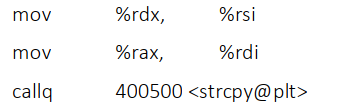 mov %rdx, %rsi
mov %rax, %rdi
callq 400500 <strcpy@plt>